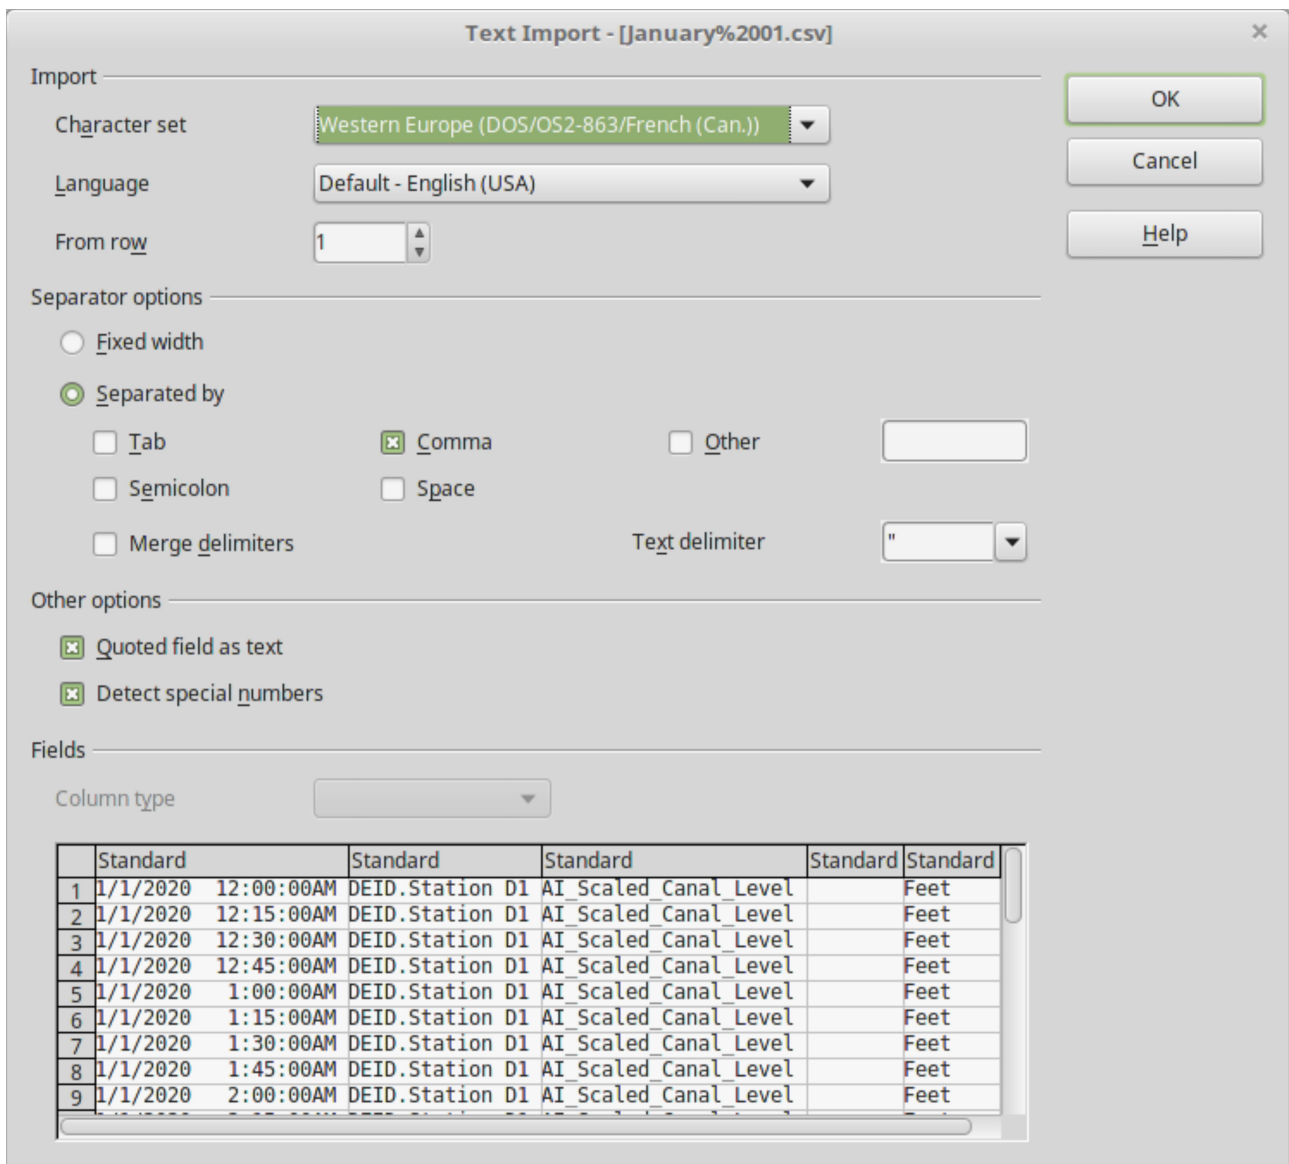 Text Import - [January%2001.csv]
Import
Character set Western Europe (DOS/OS2-863/French (Can.))
Language Default - English (USA)
From row 1
OK
Cancel
Help
Separator options
Fixed width
Separated by
Tab Comma Other
Semicolon Space
Merge delimiters Text delimiter "
Other options
Quoted field as text
Detect special numbers
Fields
Column type
Standard Standard Standard Standard Standard
1 1/1/2020 12:00:00AM DEID.Station D1 AI_Scaled_Canal_Level Feet
2 1/1/2020 12:15:00AM DEID.Station D1 AI_Scaled_Canal_Level Feet
3 1/1/2020 12:30:00AM DEID.Station D1 AI_Scaled_Canal_Level Feet
4 1/1/2020 12:45:00AM DEID.Station D1 AI_Scaled_Canal_Level Feet
5 1/1/2020 1:00:00AM DEID.Station D1 AI_Scaled_Canal_Level Feet
6 1/1/2020 1:15:00AM DEID.Station D1 AI_Scaled_Canal_Level Feet
7 1/1/2020 1:30:00AM DEID.Station D1 AI_Scaled_Canal_Level Feet
8 1/1/2020 1:45:00AM DEID.Station D1 AI_Scaled_Canal_Level Feet
9 1/1/2020 2:00:00AM DEID.Station D1 AI_Scaled_Canal_Level Feet